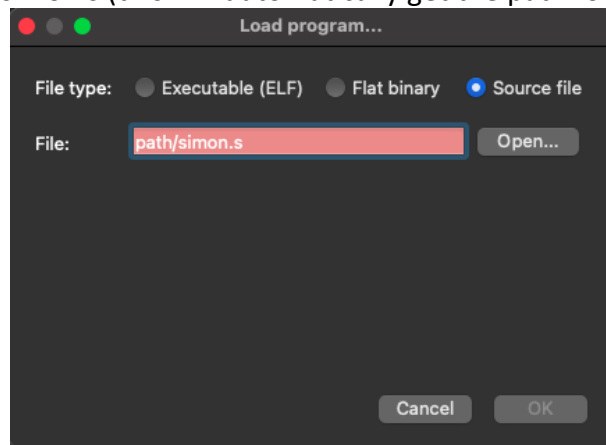 Load program...
File type: Executable (ELF) Flat binary Source file
File: path/simon.s Open...
Cancel OK